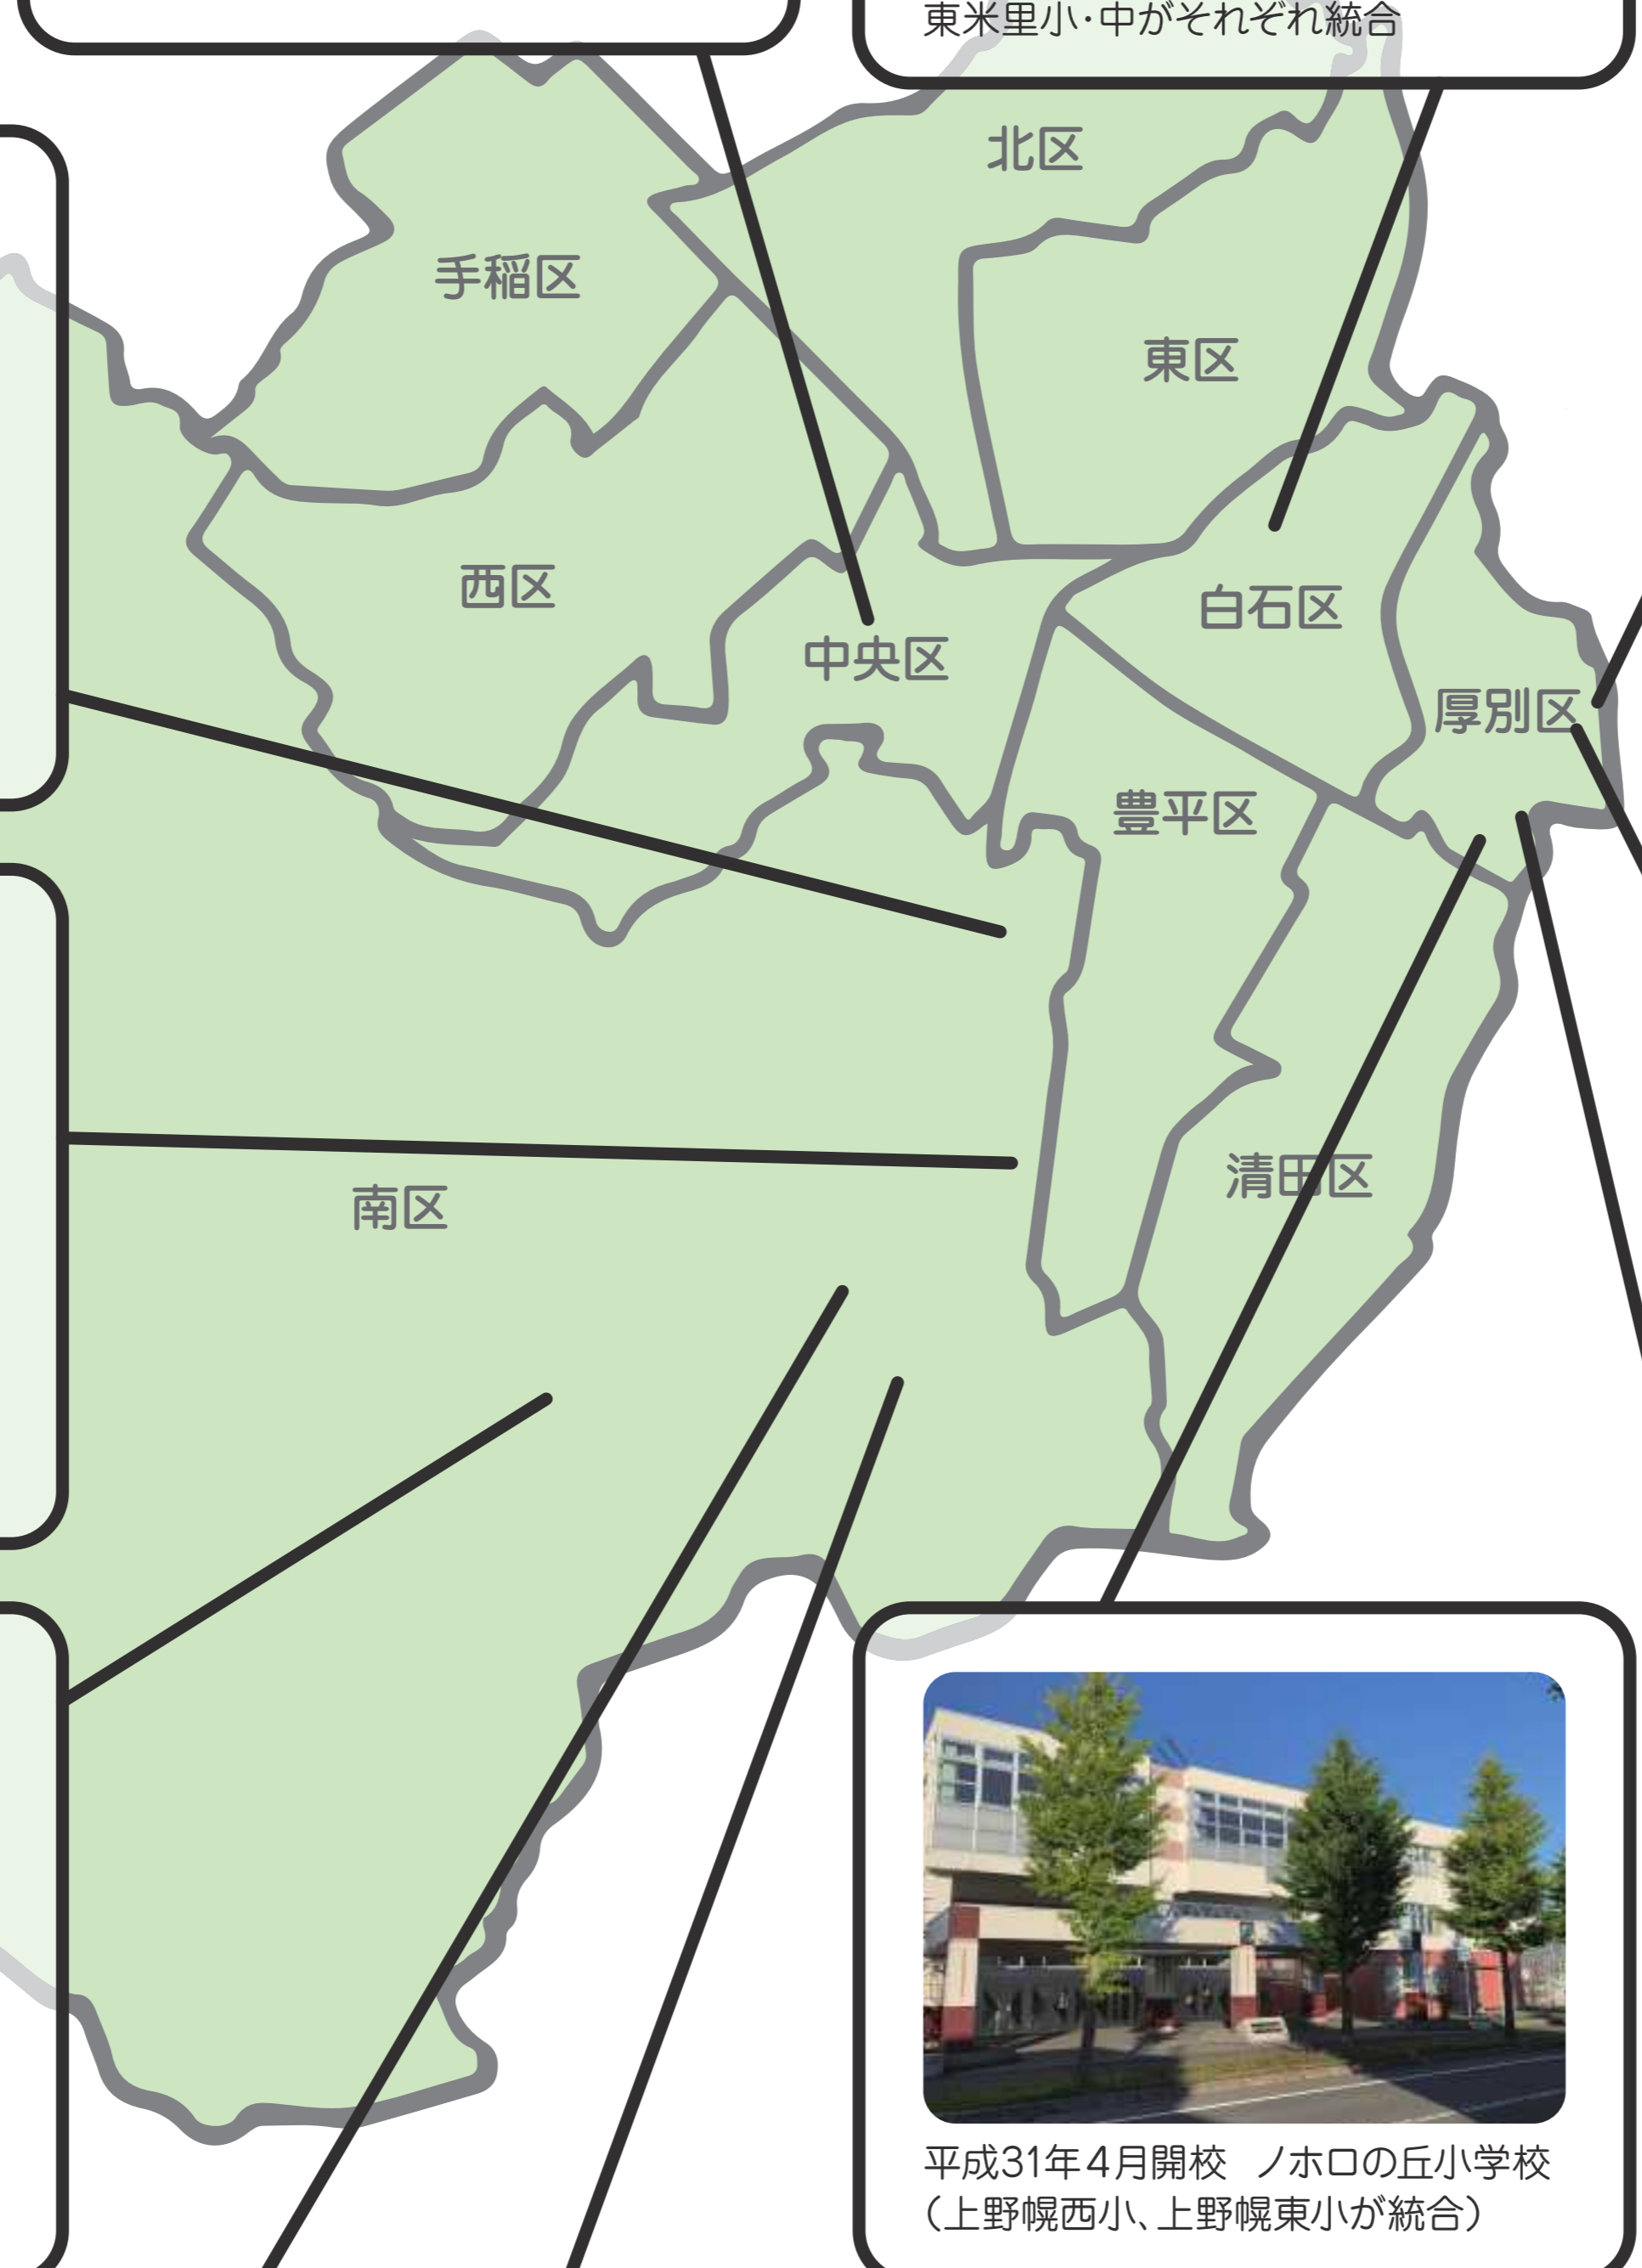 東米里小・中がそれぞれ統合
北区
手稲区
東区
西区
白石区
中央区
厚別区
豊平区
清田区
南区
平成31年4月開校　ノホロの丘小学校
（上野幌西小、上野幌東小が統合）